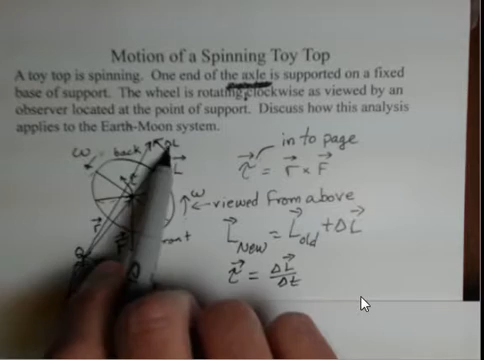 Motion of a Spinning Toy Top
A toy top is spinning. One end of the axle is supported on a fixed
base of support. The wheel is rotating clockwise as viewed by an
observer located at the point of support. Discuss how this analysis
applies to the Earth-Moon system.
in to page
ω back ΔL
L
τ = r × F
ω
viewed from above
L New = L old + ΔL
τ = ΔL/Δt